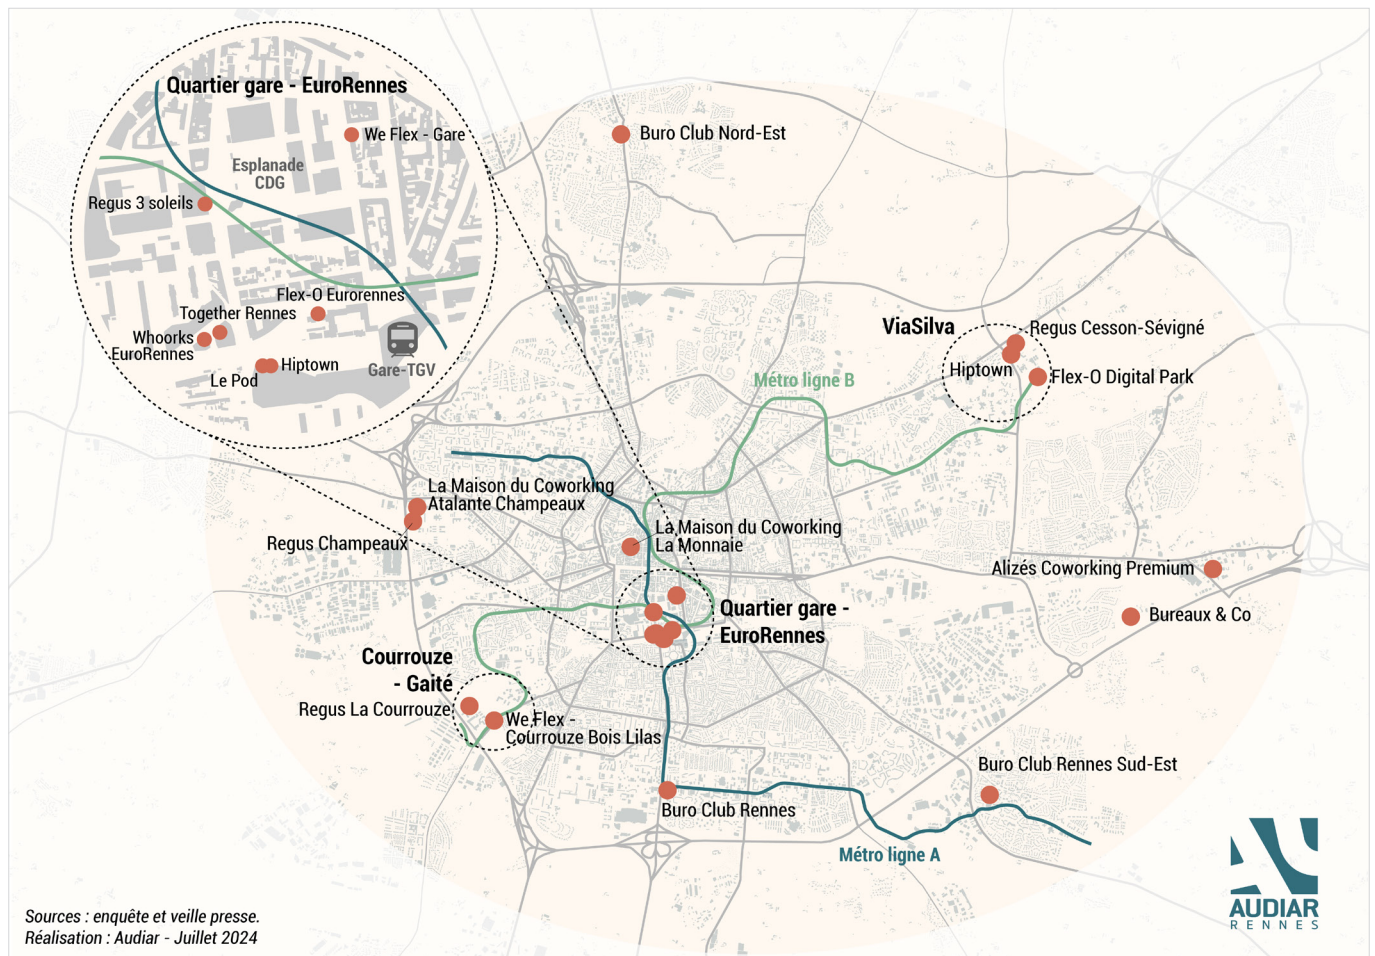 Quartier gare - EuroRennes
We Flex - Gare
Esplanade
CDG
Regus 3 soleils
Flex-O Eurorennes
Together Rennes
Whoorks
EuroRennes
Hiptown
Le Pod
Gare-TGV
Buro Club Nord-Est
ViaSilva
Regus Cesson-Sévigné
Hiptown
Flex-O Digital Park
Métro ligne B
La Maison du Coworking
Atalante Champeaux
Regus Champeaux
La Maison du Coworking
La Monnaie
Alizés Coworking Premium
Bureaux & Co
Quartier gare -
EuroRennes
Courrouze
- Gaité
Regus La Courrouze
We Flex -
Courrouze Bois Lilas
Buro Club Rennes Sud-Est
Buro Club Rennes
Métro ligne A
Sources : enquête et veille presse.
Réalisation : Audiar - Juillet 2024
AUDIAR
RENNES